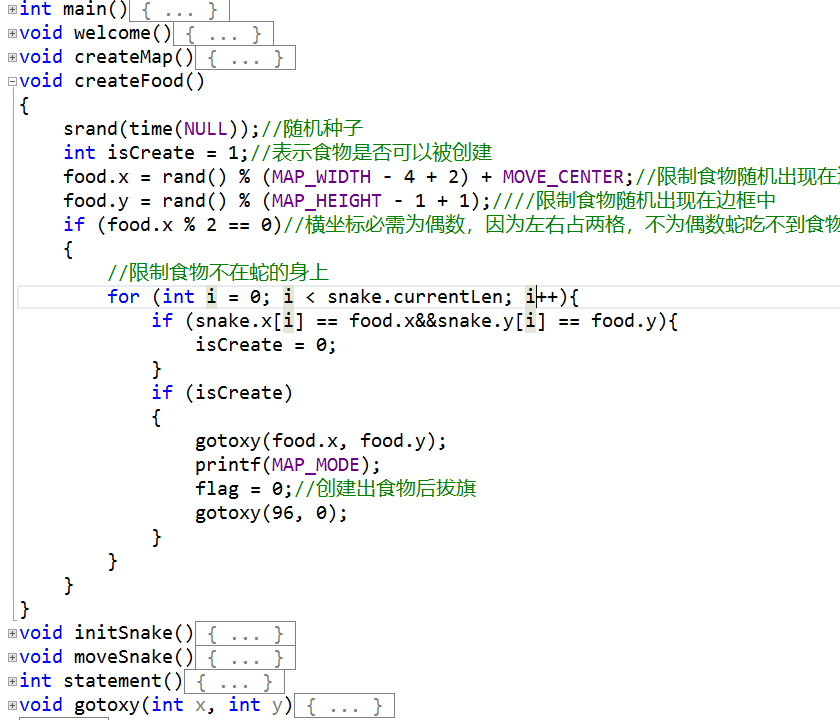 int main() { ... }
void welcome() { ... }
void createMap() { ... }
void createFood()
{
srand(time(NULL));//随机种子
int isCreate = 1;//表示食物是否可以被创建
food.x = rand() % (MAP_WIDTH - 4 + 2) + MOVE_CENTER;//限制食物随机出现在
food.y = rand() % (MAP_HEIGHT - 1 + 1);////限制食物随机出现在边框中
if (food.x % 2 == 0)//横坐标必需为偶数，因为左右占两格，不为偶数蛇吃不到食物
{
//限制食物不在蛇的身上
for (int i = 0; i < snake.currentLen; i++){
if (snake.x[i] == food.x&&snake.y[i] == food.y){
isCreate = 0;
}
if (isCreate)
{
gotoxy(food.x, food.y);
printf(MAP_MODE);
flag = 0;//创建出食物后拔旗
gotoxy(96, 0);
}
}
}
}
void initSnake() { ... }
void moveSnake() { ... }
int statement() { ... }
void gotoxy(int x, int y) { ... }